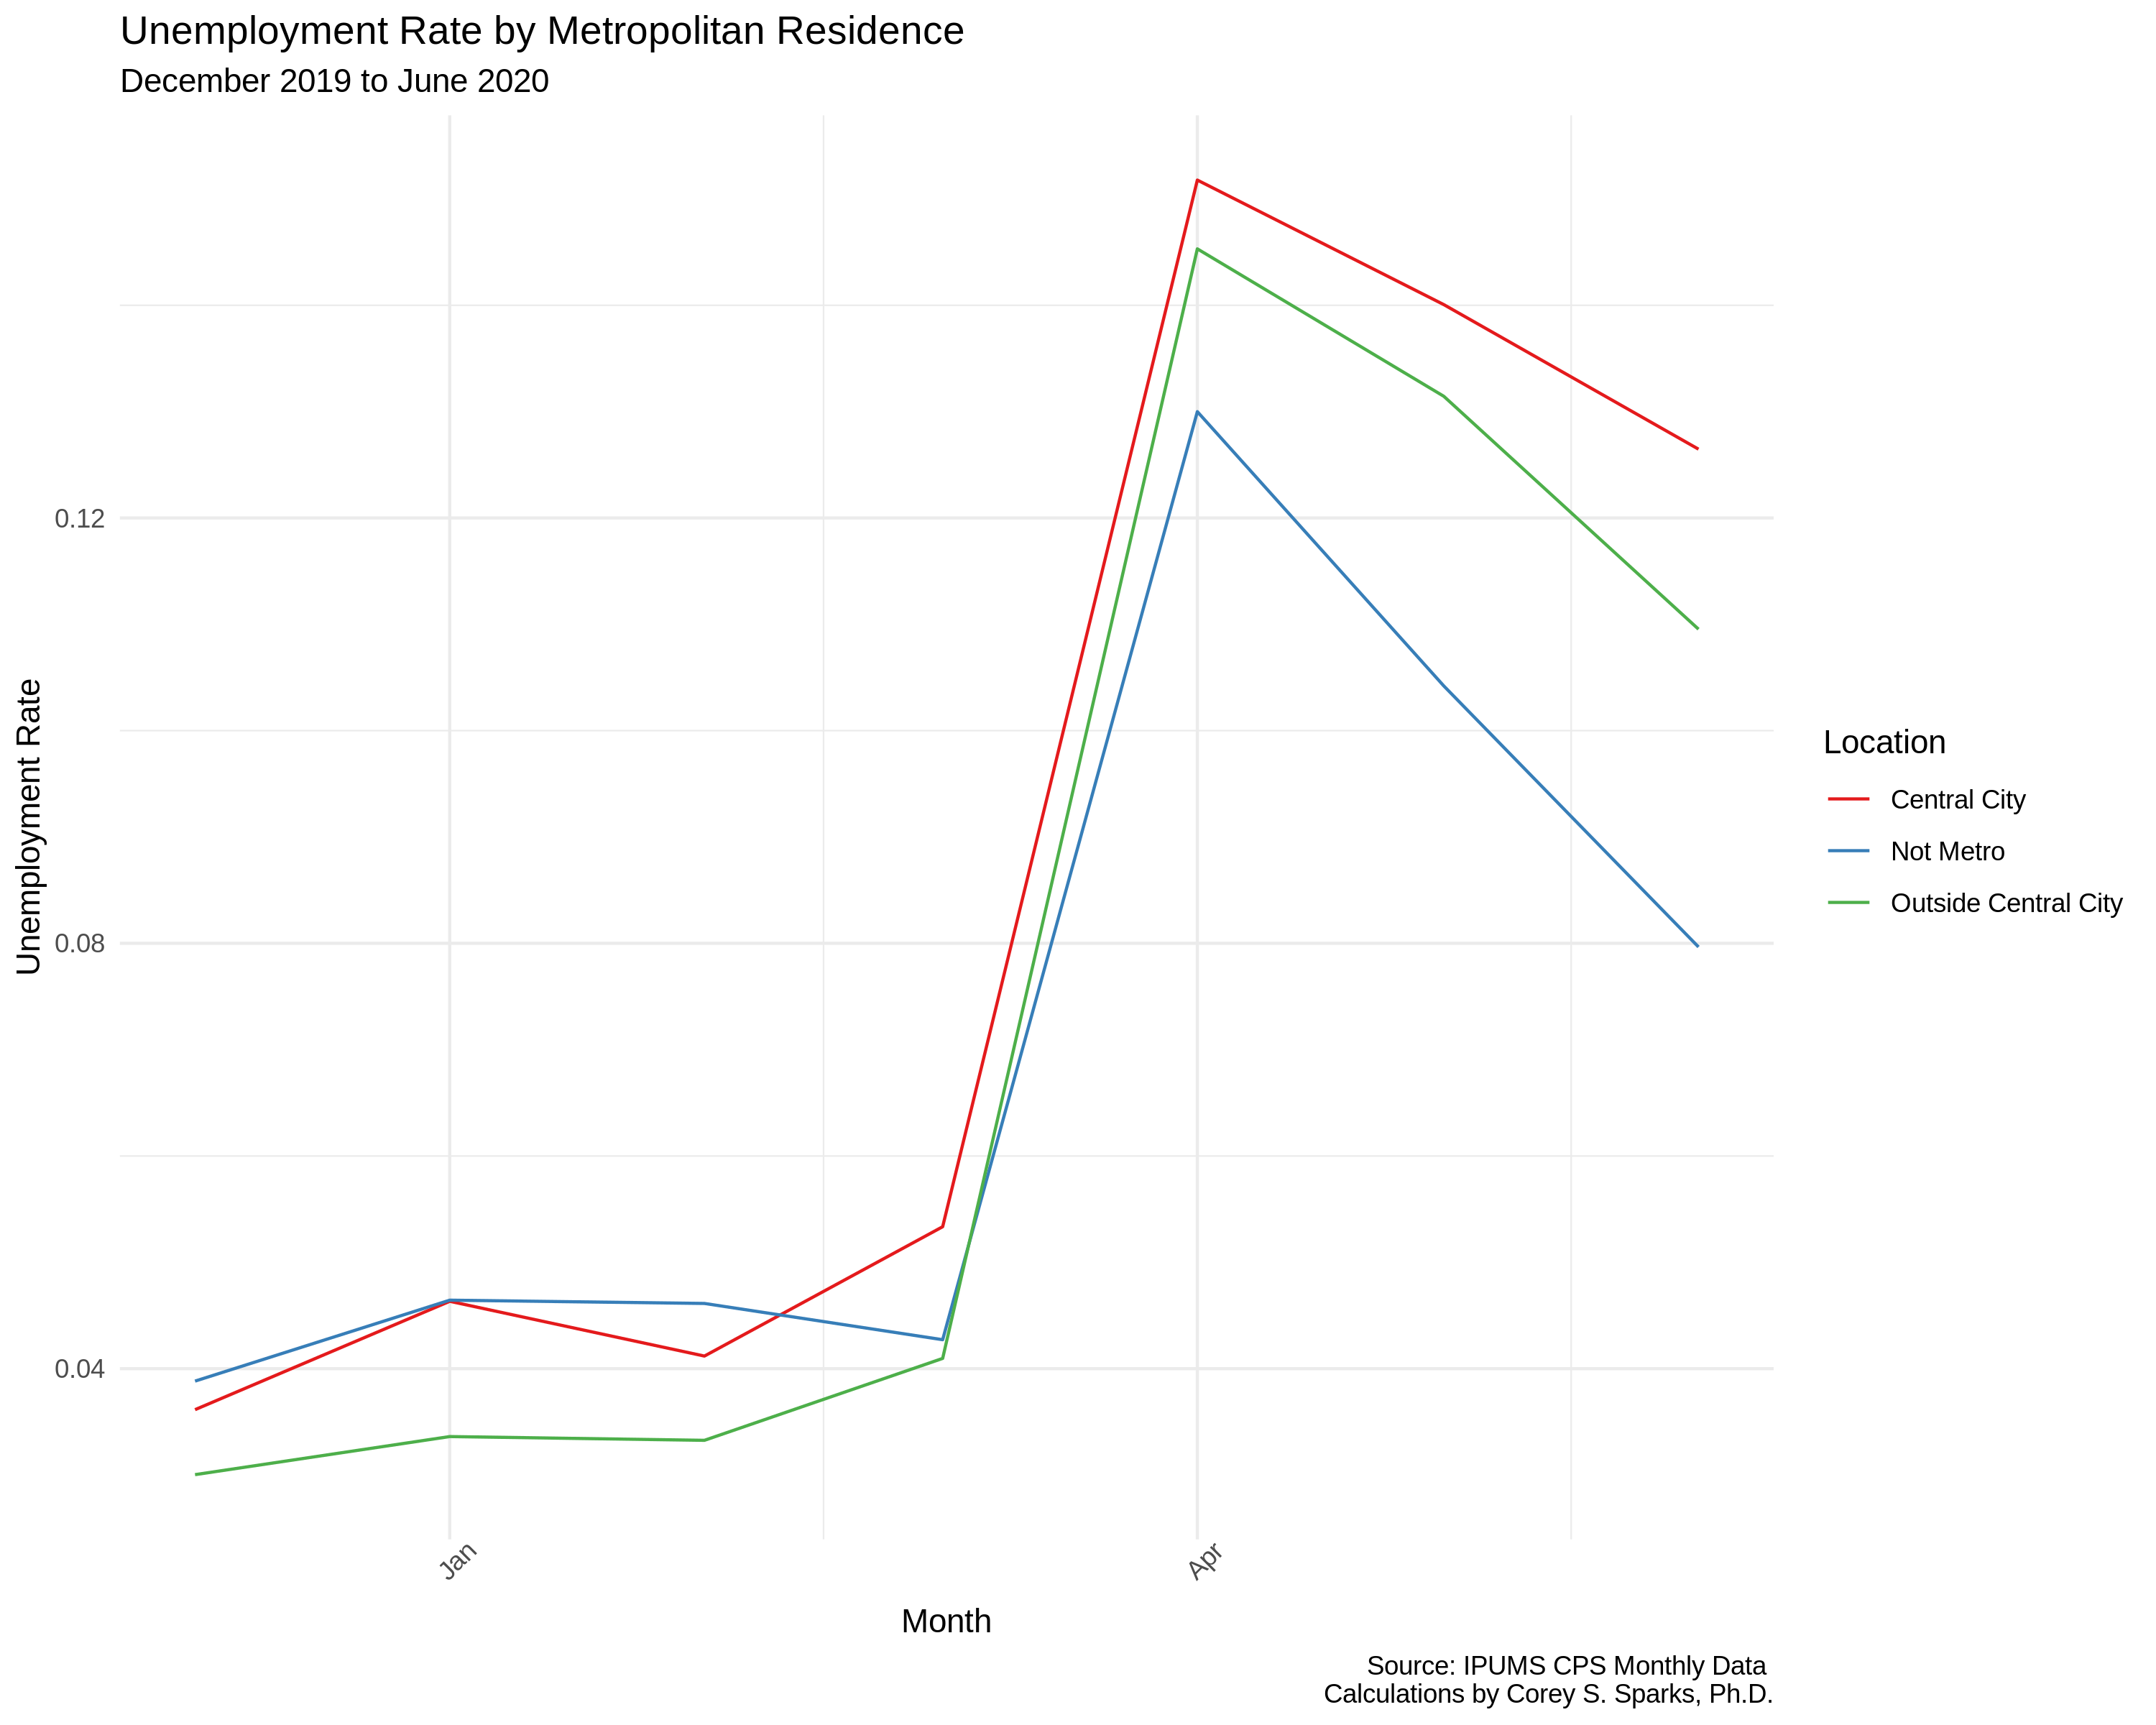 Unemployment Rate by Metropolitan Residence
December 2019 to June 2020
Unemployment Rate
0.12
0.08
0.04
Jan
Apr
Month
Location
Central City
Not Metro
Outside Central City
Source: IPUMS CPS Monthly Data
Calculations by Corey S. Sparks, Ph.D.